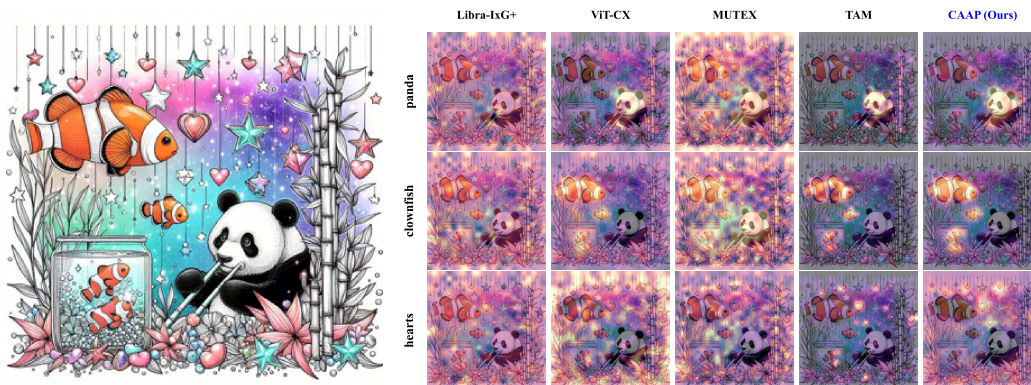 Libra-IxG+ ViT-CX MUTEX TAM CAAP (Ours)
panda
clownfish
hearts